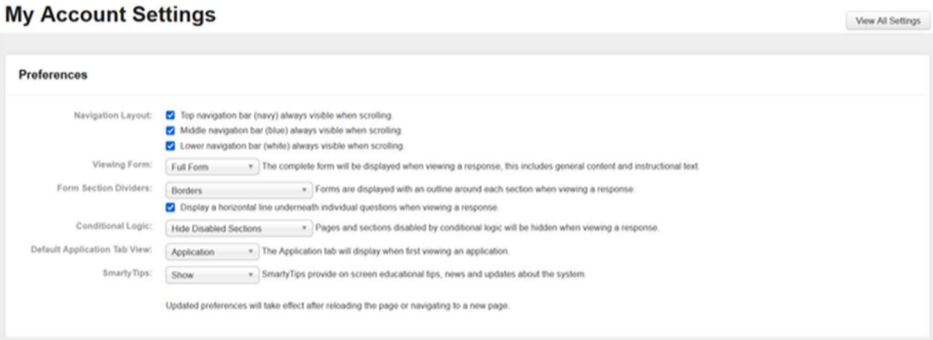 My Account Settings
View All Settings
Preferences
Navigation Layout: Top navigation bar (navy) always visible when scrolling.
Middle navigation bar (blue) always visible when scrolling.
Lower navigation bar (white) always visible when scrolling.
Viewing Form: Full Form The complete form will be displayed when viewing a response, this includes general content and instructional text.
Form Section Dividers: Borders Forms are displayed with an outline around each section when viewing a response.
Display a horizontal line underneath individual questions when viewing a response.
Conditional Logic: Hide Disabled Sections Pages and sections disabled by conditional logic will be hidden when viewing a response.
Default Application Tab View: Application The Application tab will display when first viewing an application.
SmartyTips: Show SmartyTips provide on screen educational tips, news and updates about the system.
Updated preferences will take effect after reloading the page or navigating to a new page.